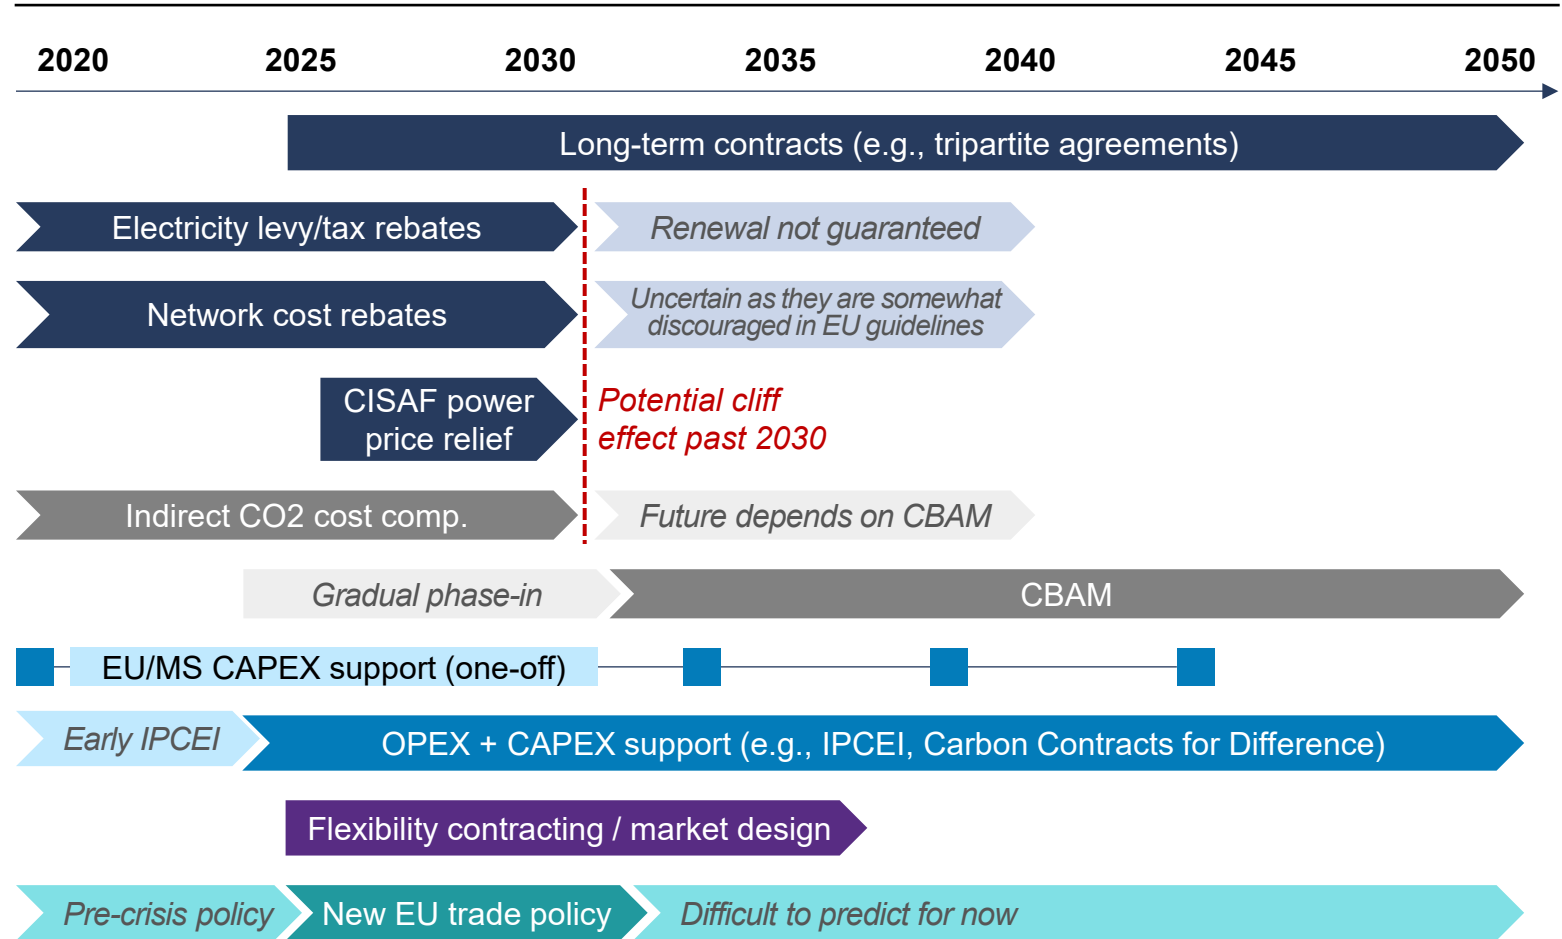 2020 2025 2030 2035 2040 2045 2050
Long-term contracts (e.g., tripartite agreements)
Electricity levy/tax rebates
Renewal not guaranteed
Network cost rebates
Uncertain as they are somewhat
discouraged in EU guidelines
CISAF power
price relief
Potential cliff
effect past 2030
Indirect CO2 cost comp.
Future depends on CBAM
Gradual phase-in
CBAM
EU/MS CAPEX support (one-off)
Early IPCEI
OPEX + CAPEX support (e.g., IPCEI, Carbon Contracts for Difference)
Flexibility contracting / market design
Pre-crisis policy
New EU trade policy
Difficult to predict for now